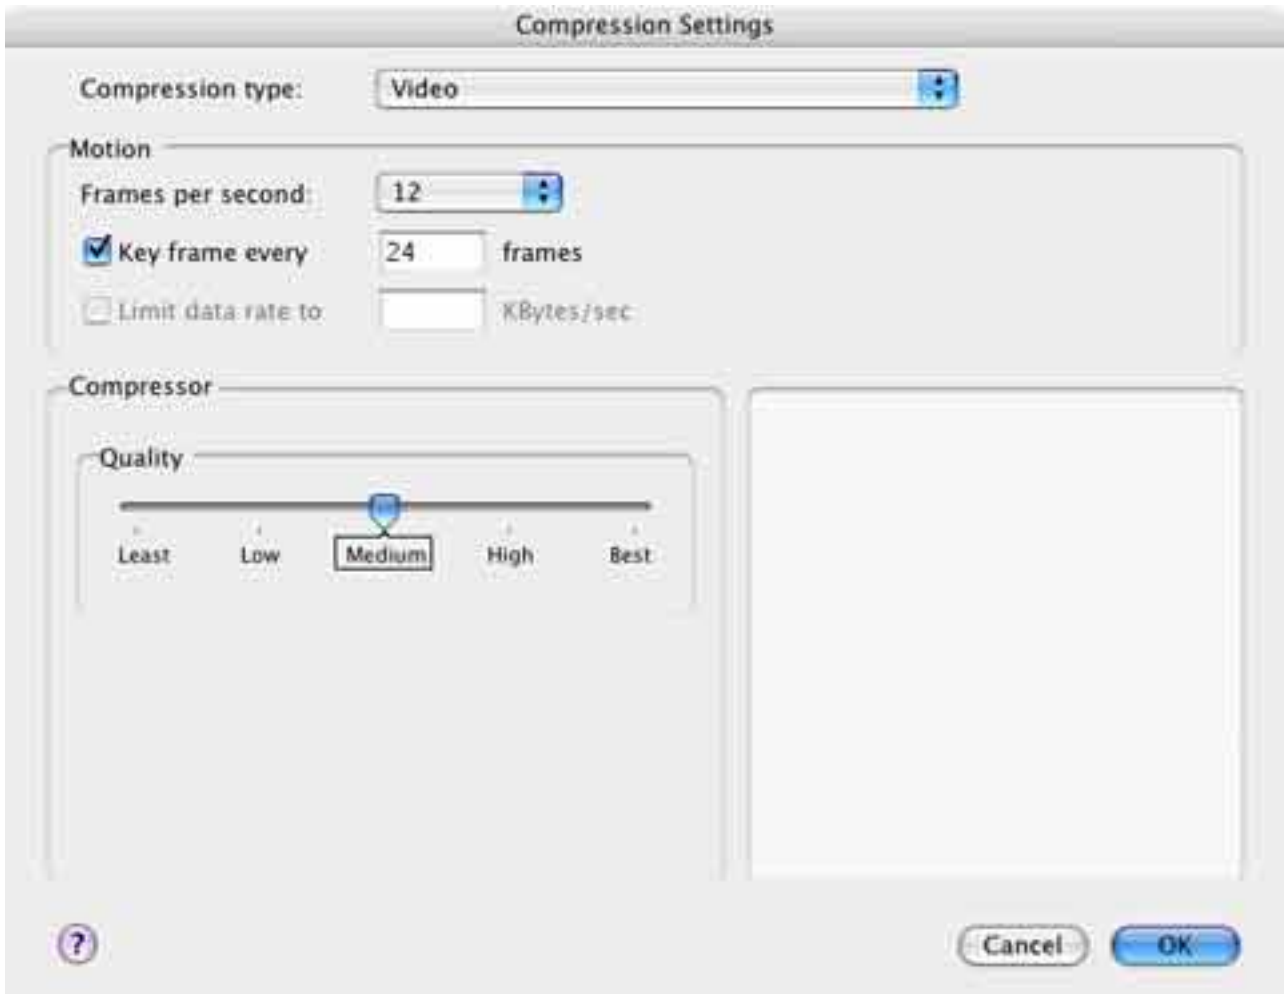 Compression Settings
Compression type: Video
Motion
Frames per second: 12
Key frame every 24 frames
Limit data rate to KBytes/sec
Compressor
Quality
Least Low Medium High Best
? Cancel OK